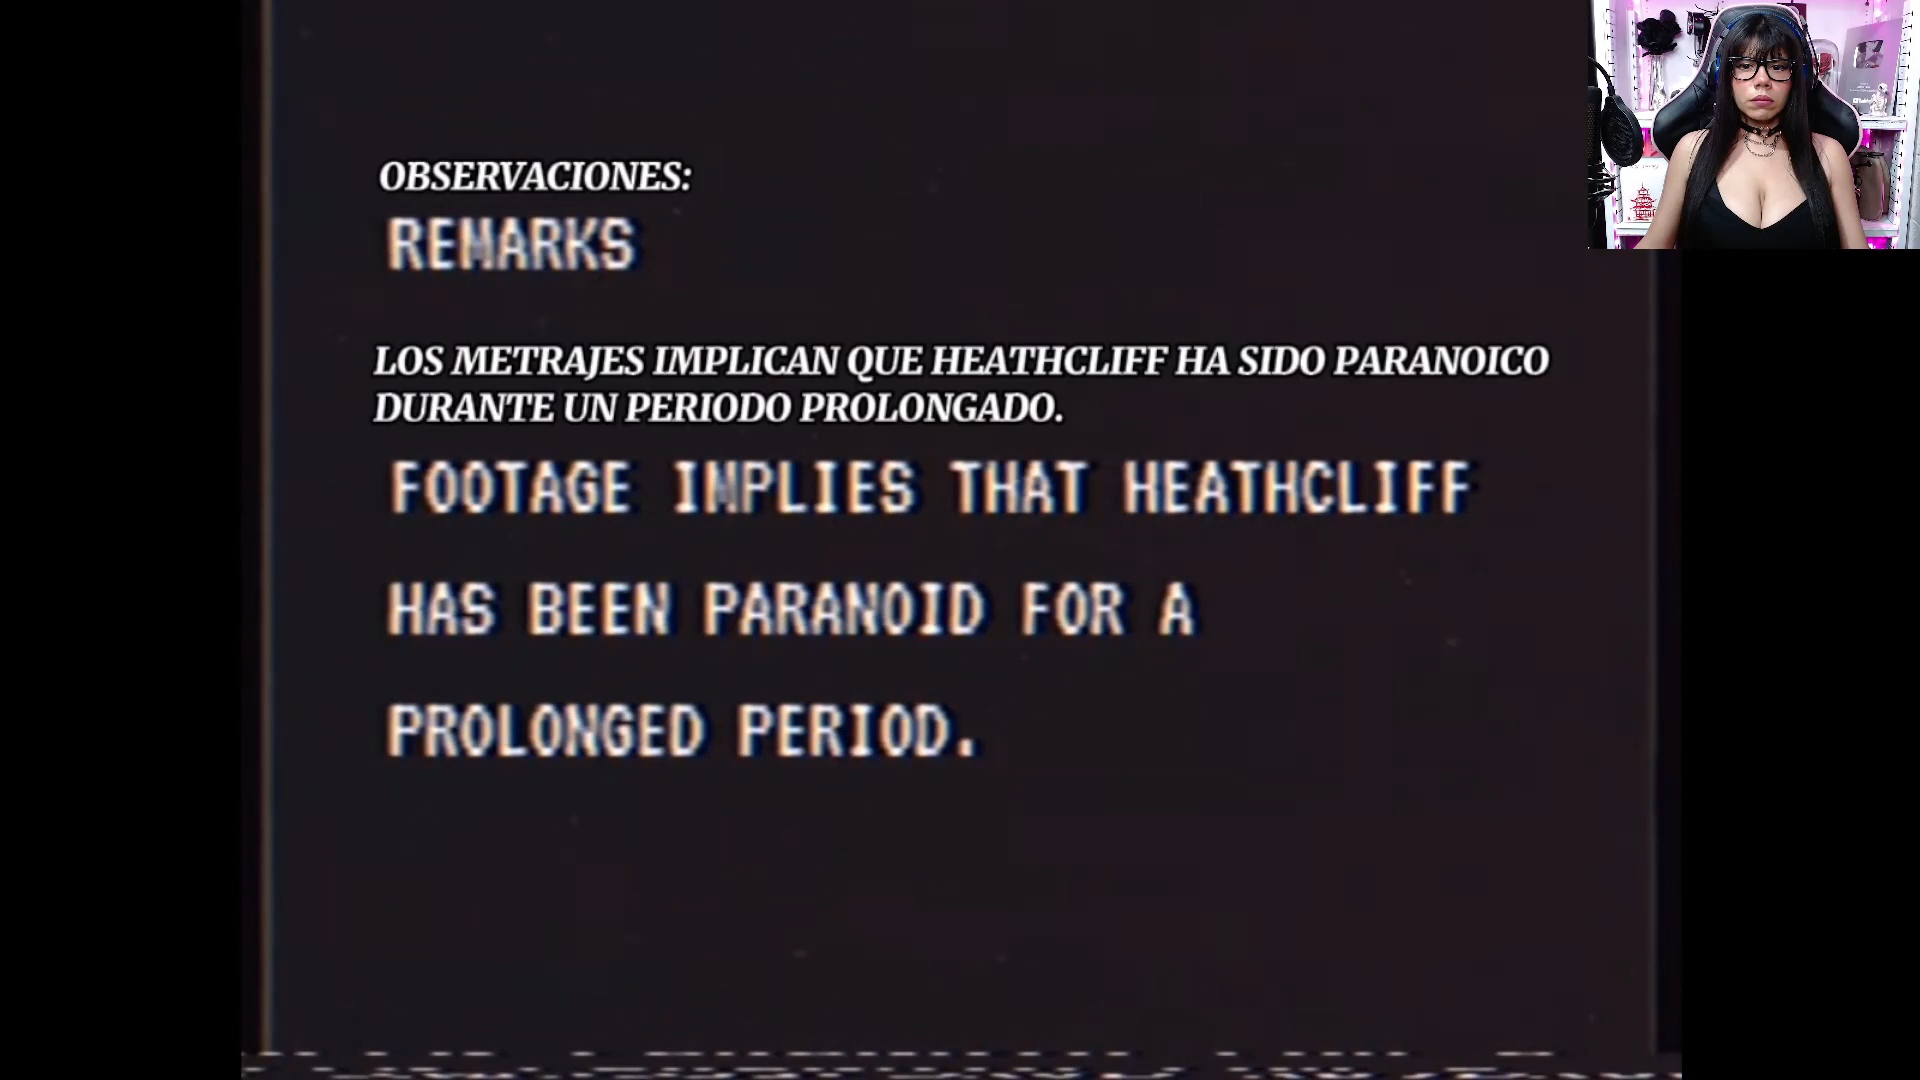 OBSERVACIONES:
REMARKS
LOS METRAJES IMPLICAN QUE HEATHCLIFF HA SIDO PARANOICO
DURANTE UN PERIODO PROLONGADO.
FOOTAGE IMPLIES THAT HEATHCLIFF
HAS BEEN PARANOID FOR A
PROLONGED PERIOD.